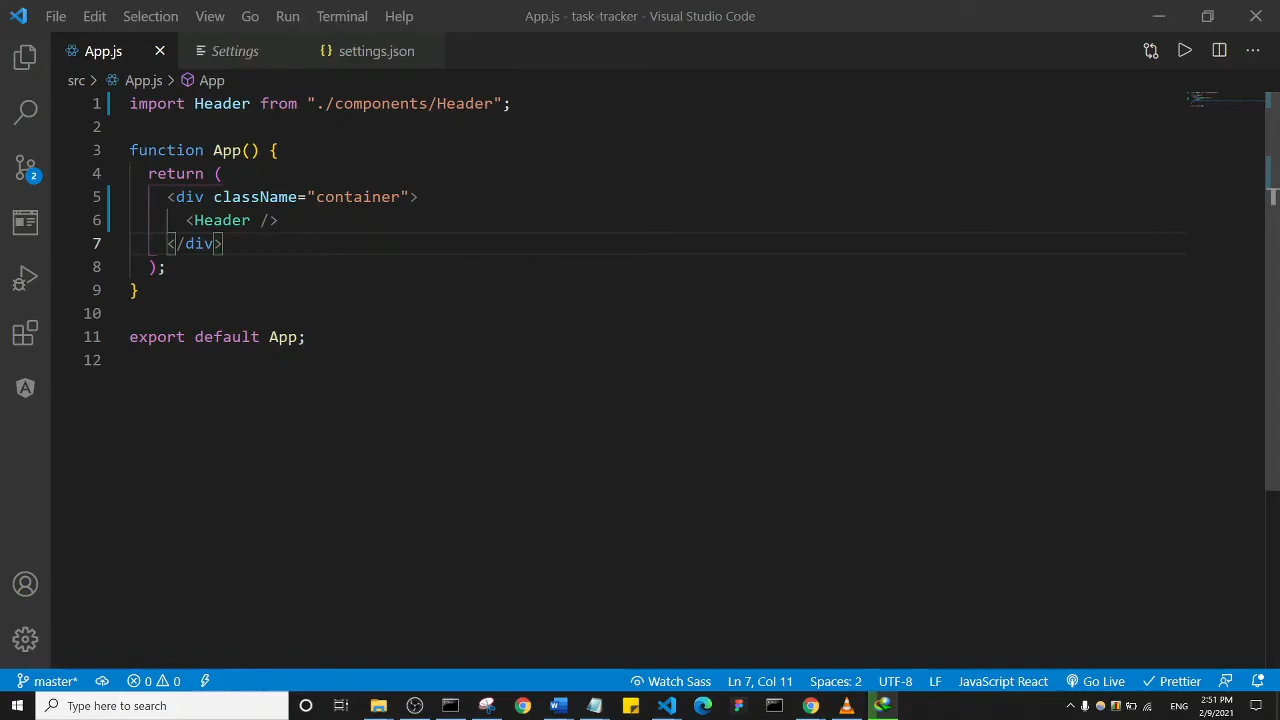 File Edit Selection View Go Run Terminal Help App.js - task-tracker - Visual Studio Code
App.js Settings {} settings.json
src > App.js > App
1 import Header from "./components/Header";
2
3 function App() {
4 return (
5 <div className="container">
6 <Header />
7 </div>
8 );
9 }
10
11 export default App;
12
2
master* 0 0 Watch Sass Ln 7, Col 11 Spaces: 2 UTF-8 LF JavaScript React Go Live Prettier
Type here to search ENG 2:51 PM
2/9/2021